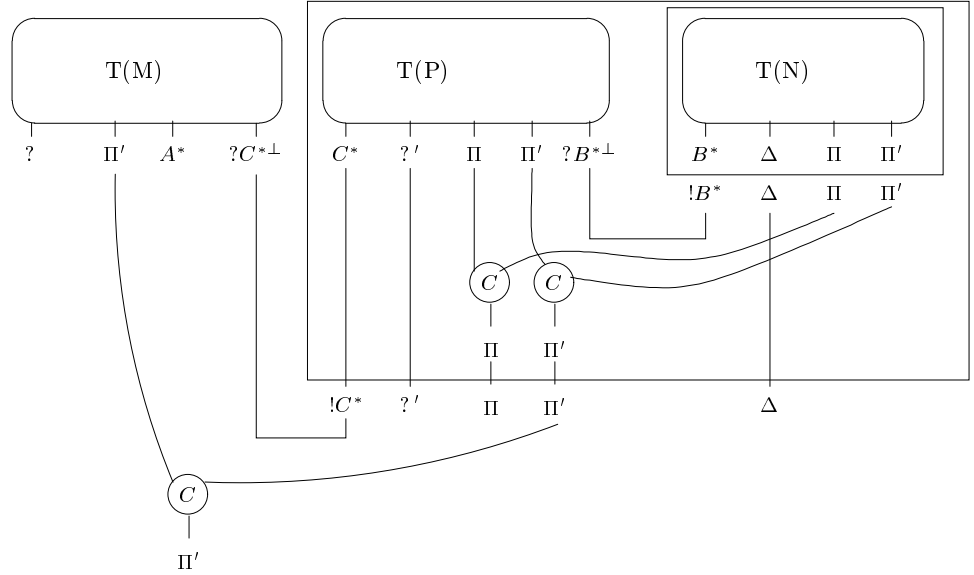 T(M) T(P) T(N)
? Π′ A* ?C*⊥ C* ?′ Π Π′ ?B*⊥ B* Δ Π Π′
!B* Δ Π Π′
C C
Π Π′
!C* ?′ Π Π′ Δ
C
Π′